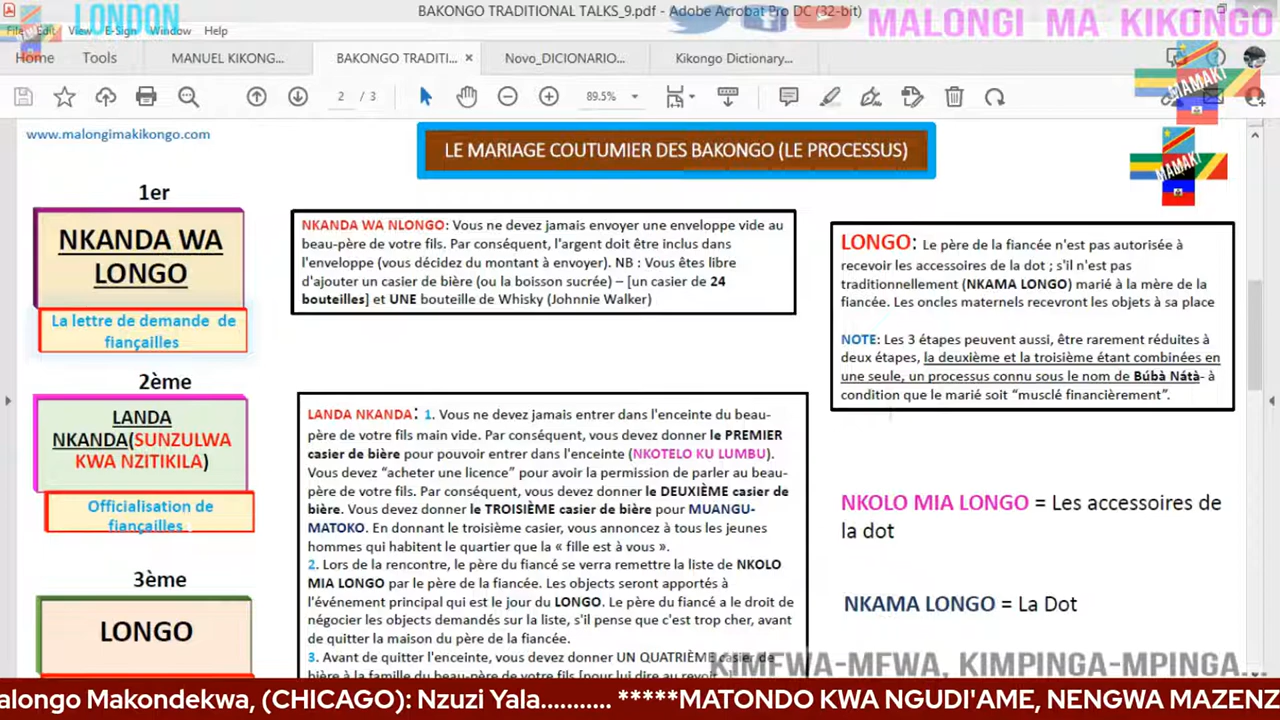 BAKONGO TRADITIONAL TALKS_9.pdf - Adobe Acrobat Pro DC (32-bit)
LONDON
MALONGI MA KIKONGO
File Edit View E-Sign Window Help
Home Tools MANUEL KIKONG... BAKONGO TRADITI... × Novo_DICIONARIO... Kikongo Dictionary...
2 / 3 89.5%
MAMAKI
www.malongimakikongo.com
LE MARIAGE COUTUMIER DES BAKONGO (LE PROCESSUS)
MAMAKI
1er
NKANDA WA
LONGO
La lettre de demande de
fiançailles
NKANDA WA NLONGO: Vous ne devez jamais envoyer une enveloppe vide au
beau-père de votre fils. Par conséquent, l'argent doit être inclus dans
l'enveloppe (vous décidez du montant à envoyer). NB : Vous êtes libre
d'ajouter un casier de bière (ou la boisson sucrée) – [un casier de 24
bouteilles] et UNE bouteille de Whisky (Johnnie Walker)
LONGO: Le père de la fiancée n'est pas autorisée à
recevoir les accessoires de la dot ; s'il n'est pas
traditionnellement (NKAMA LONGO) marié à la mère de la
fiancée. Les oncles maternels recevront les objets à sa place
NOTE: Les 3 étapes peuvent aussi, être rarement réduites à
deux étapes, la deuxième et la troisième étant combinées en
une seule, un processus connu sous le nom de Búbà Nátà- à
condition que le marié soit “musclé financièrement”.
2ème
LANDA
NKANDA(SUNZULWA
KWA NZITIKILA)
Officialisation de
fiançailles
LANDA NKANDA: 1. Vous ne devez jamais entrer dans l'enceinte du beau-
père de votre fils main vide. Par conséquent, vous devez donner le PREMIER
casier de bière pour pouvoir entrer dans l'enceinte (NKOTELO KU LUMBU).
Vous devez “acheter une licence” pour avoir la permission de parler au beau-
père de votre fils. Par conséquent, vous devez donner le DEUXIÈME casier de
bière. Vous devez donner le TROISIÈME casier de bière pour MUANGU-
MATOKO. En donnant le troisième casier, vous annoncez à tous les jeunes
hommes qui habitent le quartier que la « fille est à vous ».
2. Lors de la rencontre, le père du fiancé se verra remettre la liste de NKOLO
MIA LONGO par le père de la fiancée. Les objets seront apportés à
l'événement principal qui est le jour du LONGO. Le père du fiancé a le droit de
négocier les objets demandés sur la liste, s'il pense que c'est trop cher, avant
de quitter la maison du père de la fiancée.
3. Avant de quitter l'enceinte, vous devez donner UN QUATRIÈME casier de
bière à la famille du beau-père de votre fils [pour lui dire au revoir
NKOLO MIA LONGO = Les accessoires de
la dot
NKAMA LONGO = La Dot
3ème
LONGO
KIMFWA-MFWA, KIMPINGA-MPINGA...
alongo Makondekwa, (CHICAGO): Nzuzi Yala........... *****MATONDO KWA NGUDI'AME, NENGWA MAZENZ